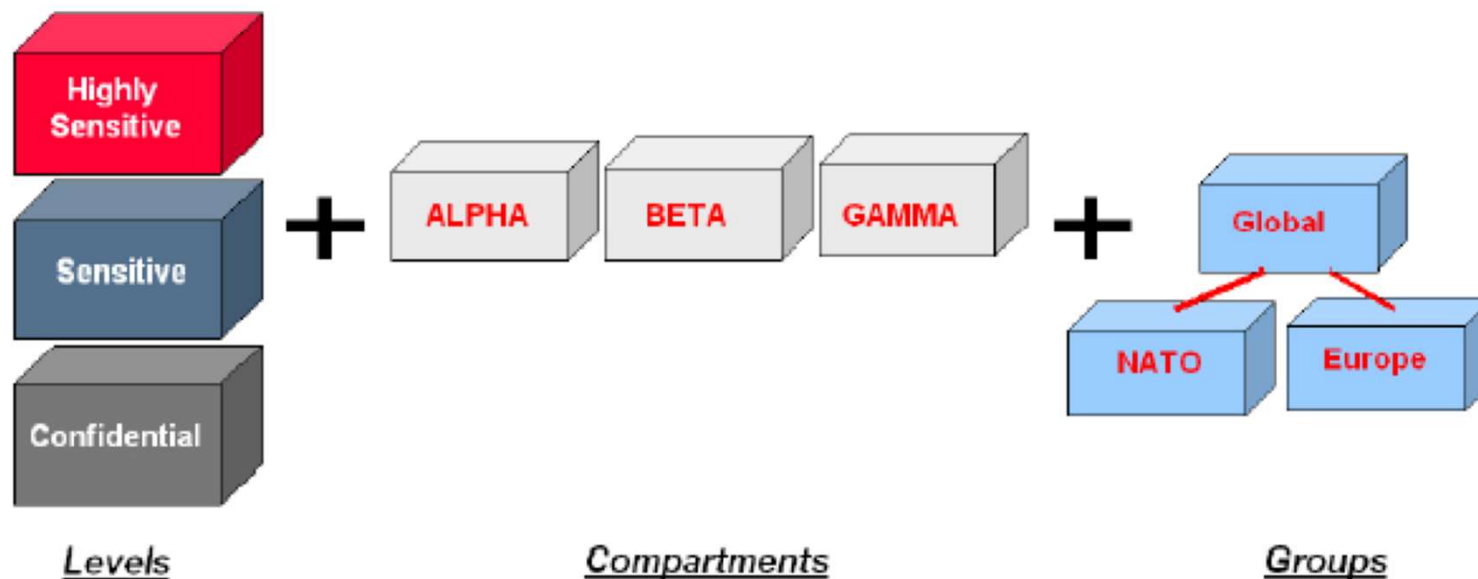 Highly
Sensitive
Sensitive
Confidential
ALPHA
BETA
GAMMA
Global
NATO
Europe
Levels
Compartments
Groups